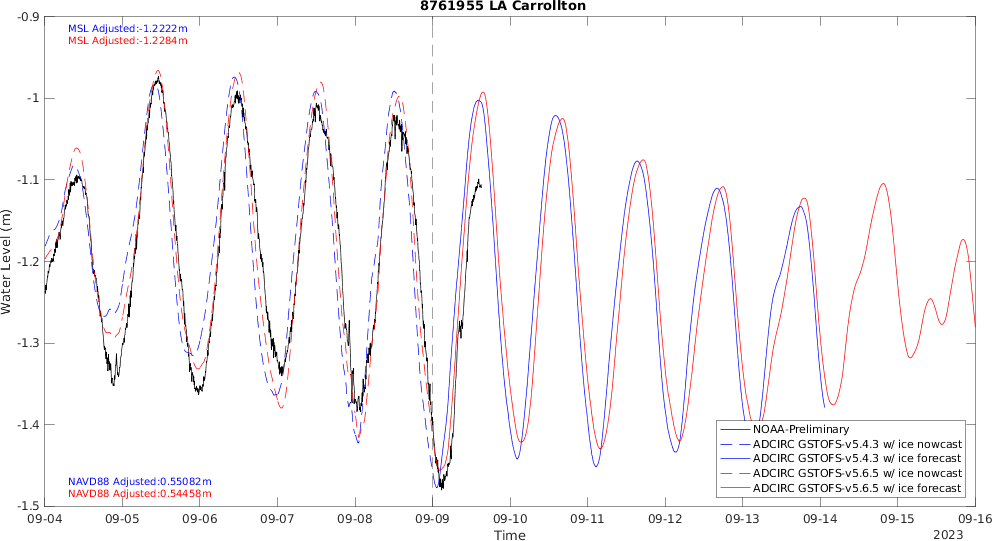 8761955 LA Carrollton
MSL Adjusted:-1.2222m
MSL Adjusted:-1.2284m
-0.9
-1
-1.1
-1.2
-1.3
-1.4
-1.5
Water Level (m)
NAVD88 Adjusted:0.55082m
NAVD88 Adjusted:0.54458m
NOAA-Preliminary
ADCIRC GSTOFS-v5.4.3 w/ ice nowcast
ADCIRC GSTOFS-v5.4.3 w/ ice forecast
ADCIRC GSTOFS-v5.6.5 w/ ice nowcast
ADCIRC GSTOFS-v5.6.5 w/ ice forecast
09-04 09-05 09-06 09-07 09-08 09-09 09-10 09-11 09-12 09-13 09-14 09-15 09-16
Time
2023